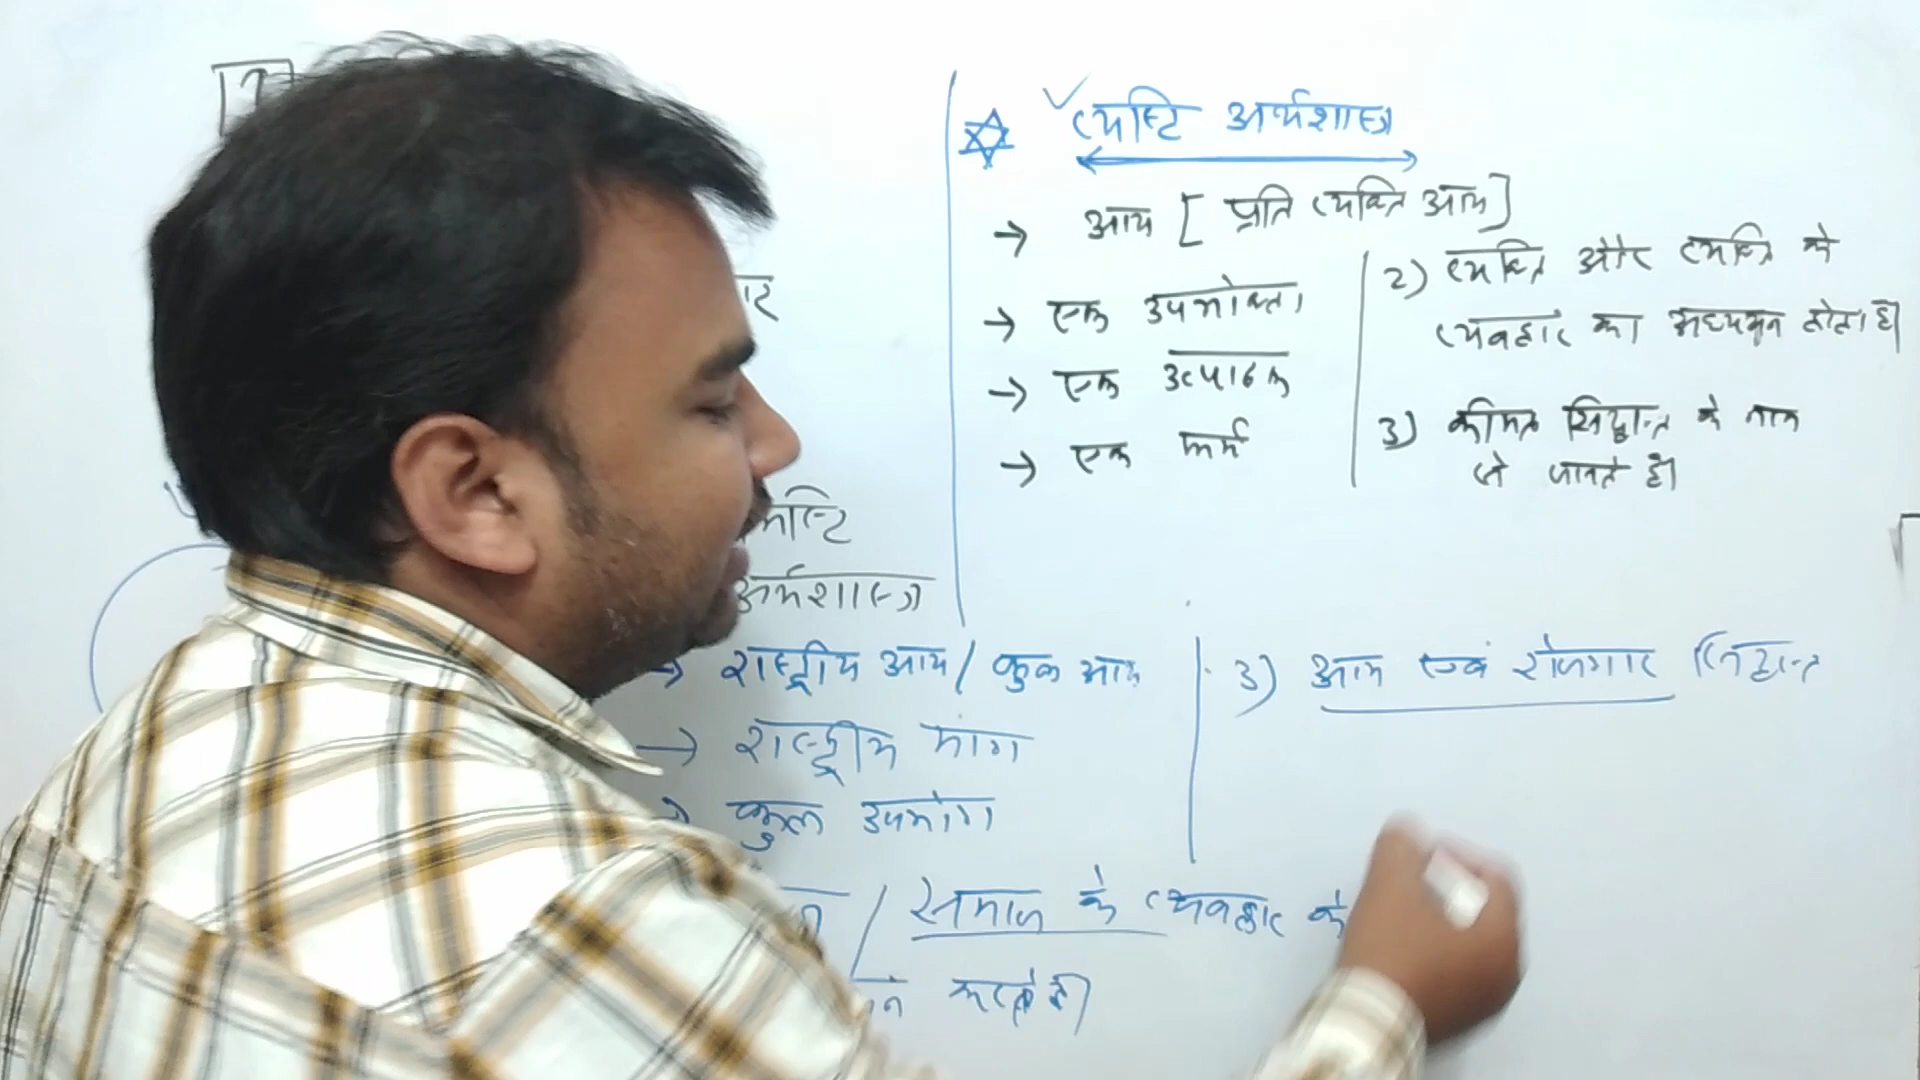 व्यष्टि अर्थशास्त्र
→ आय [ प्रति व्यक्ति आय ]
→ एक उपभोक्ता
→ एक उत्पादक
→ एक फर्म
2) व्यक्ति और व्यक्ति के
व्यवहार का अध्ययन होता है।
3) कीमत सिद्धान्त के नाम
से जानते है।
अर्थशास्त्र
→ राष्ट्रीय आय / कुल आय
→ राष्ट्रीय मांग
→ कुल उपभोग
/ समाज के व्यवहार के
करते है।
3) आय एवं रोजगार सिद्धान्त